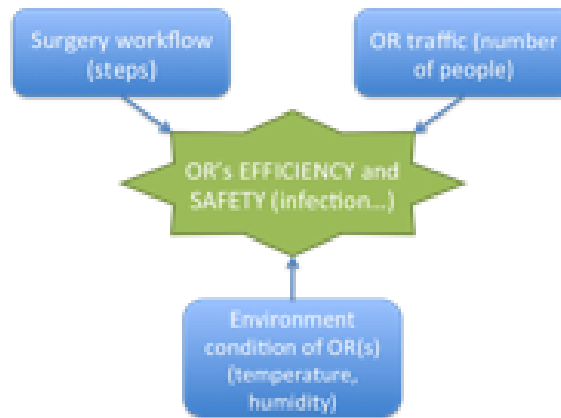 Surgery workflow
(steps)
OR traffic (number
of people)
OR's EFFICIENCY and
SAFETY (infection...)
Environment
condition of OR(s)
(temperature,
humidity)